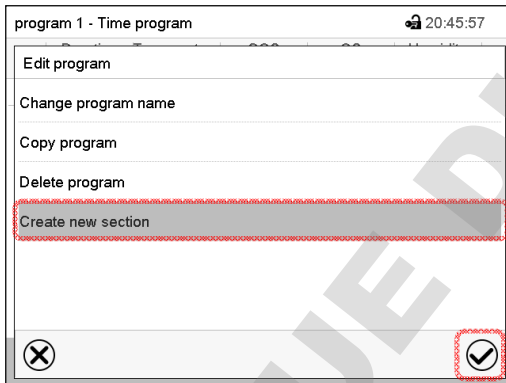 program 1 - Time program 20:45:57
Edit program
Change program name
Copy program
Delete program
Create new section